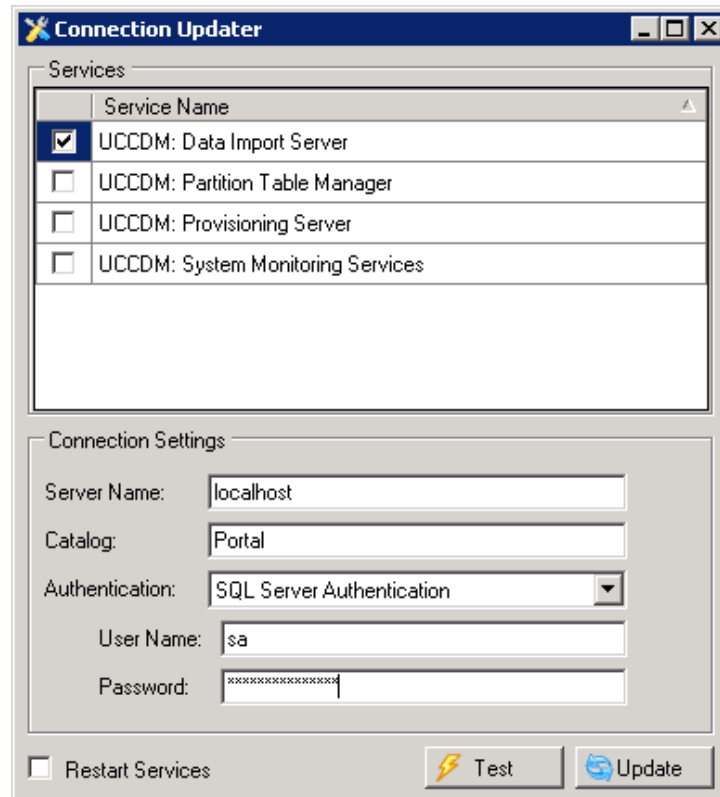 Connection Updater
Services
Service Name
UCCDM: Data Import Server
UCCDM: Partition Table Manager
UCCDM: Provisioning Server
UCCDM: System Monitoring Services
Connection Settings
Server Name: localhost
Catalog: Portal
Authentication: SQL Server Authentication
User Name: sa
Password: ***************
Restart Services Test Update